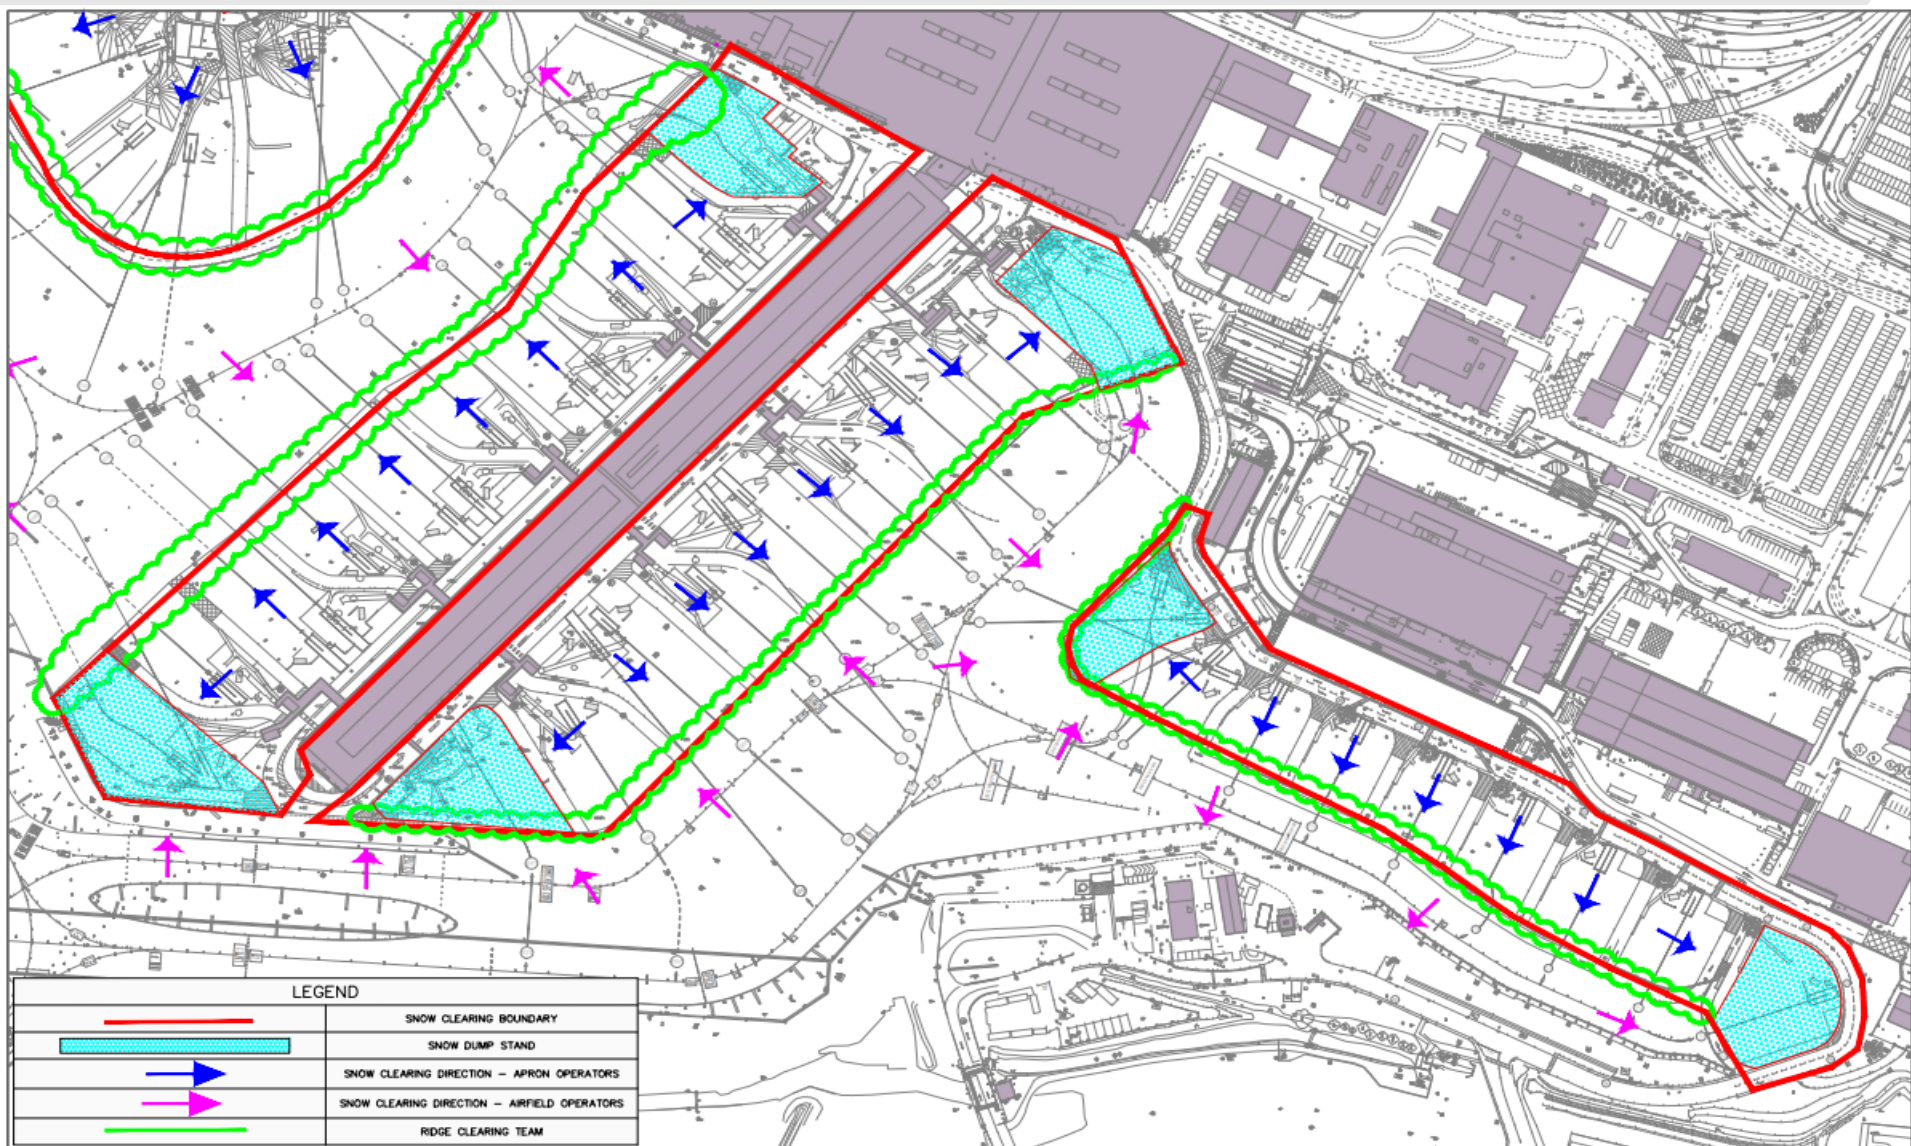 LEGEND
SNOW CLEARING BOUNDARY
SNOW DUMP STAND
SNOW CLEARING DIRECTION – APRON OPERATORS
SNOW CLEARING DIRECTION – AIRFIELD OPERATORS
RIDGE CLEARING TEAM